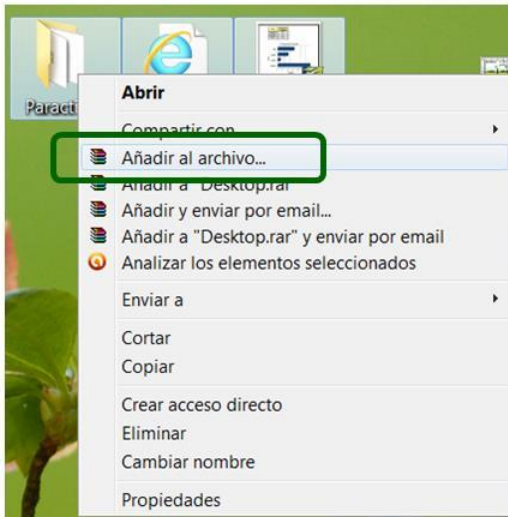 Paracti
Abrir
Compartir con
Añadir al archivo...
Añadir a "Desktop.rar"
Añadir y enviar por email...
Añadir a "Desktop.rar" y enviar por email
Analizar los elementos seleccionados
Enviar a
Cortar
Copiar
Crear acceso directo
Eliminar
Cambiar nombre
Propiedades